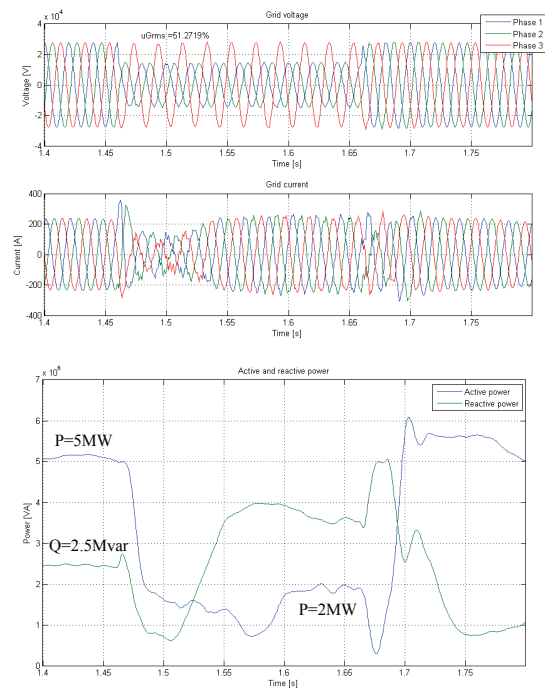 Grid voltage
x 10^4
4
2
0
-2
-4
Voltage [V]
uGrms =51.2719%
Phase 1
Phase 2
Phase 3
1.4 1.45 1.5 1.55 1.6 1.65 1.7 1.75
Time [s]
Grid current
400
200
0
-200
-400
Current [A]
1.4 1.45 1.5 1.55 1.6 1.65 1.7 1.75
Time [s]
Active and reactive power
x 10^6
7
6
5
4
3
2
1
0
Power [VA]
Active power
Reactive power
P=5MW
Q=2.5Mvar
P=2MW
1.4 1.45 1.5 1.55 1.6 1.65 1.7 1.75
Time [s]